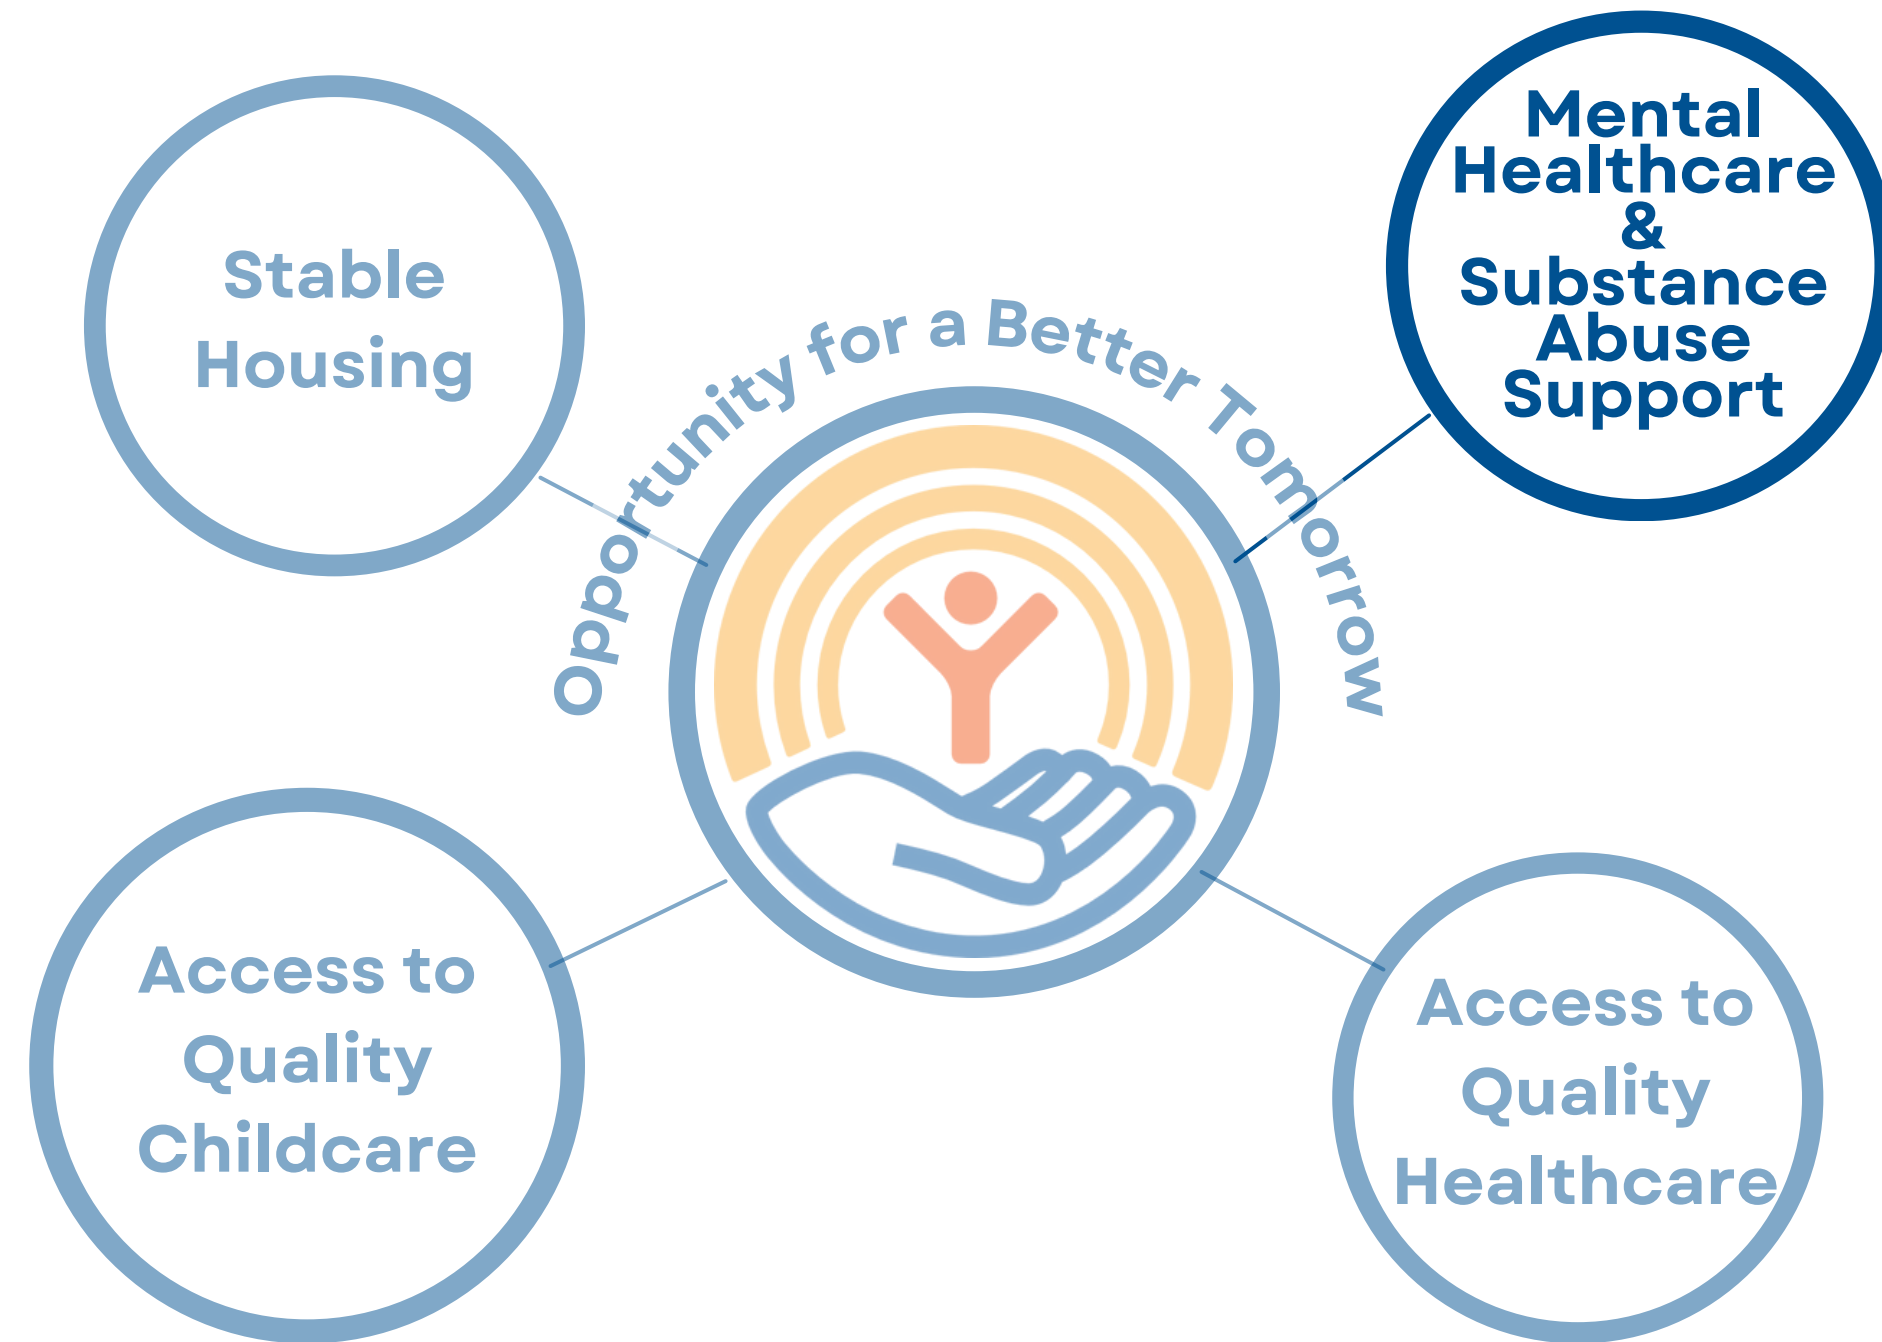 Stable
Housing
Mental
Healthcare
&
Substance
Abuse
Support
Opportunity for a Better Tomorrow
Access to
Quality
Childcare
Access to
Quality
Healthcare